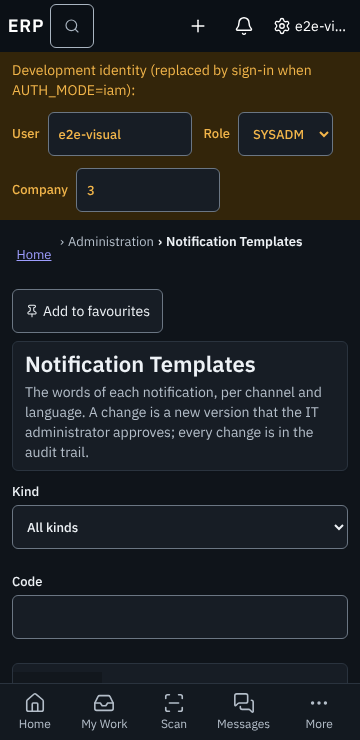 ERP
e2e-vi...
Development identity (replaced by sign-in when
AUTH_MODE=iam):
User e2e-visual Role SYSADM
Company 3
Home › Administration › Notification Templates
Add to favourites
Notification Templates
The words of each notification, per channel and
language. A change is a new version that the IT
administrator approves; every change is in the
audit trail.
Kind
All kinds
Code
Home My Work Scan Messages More